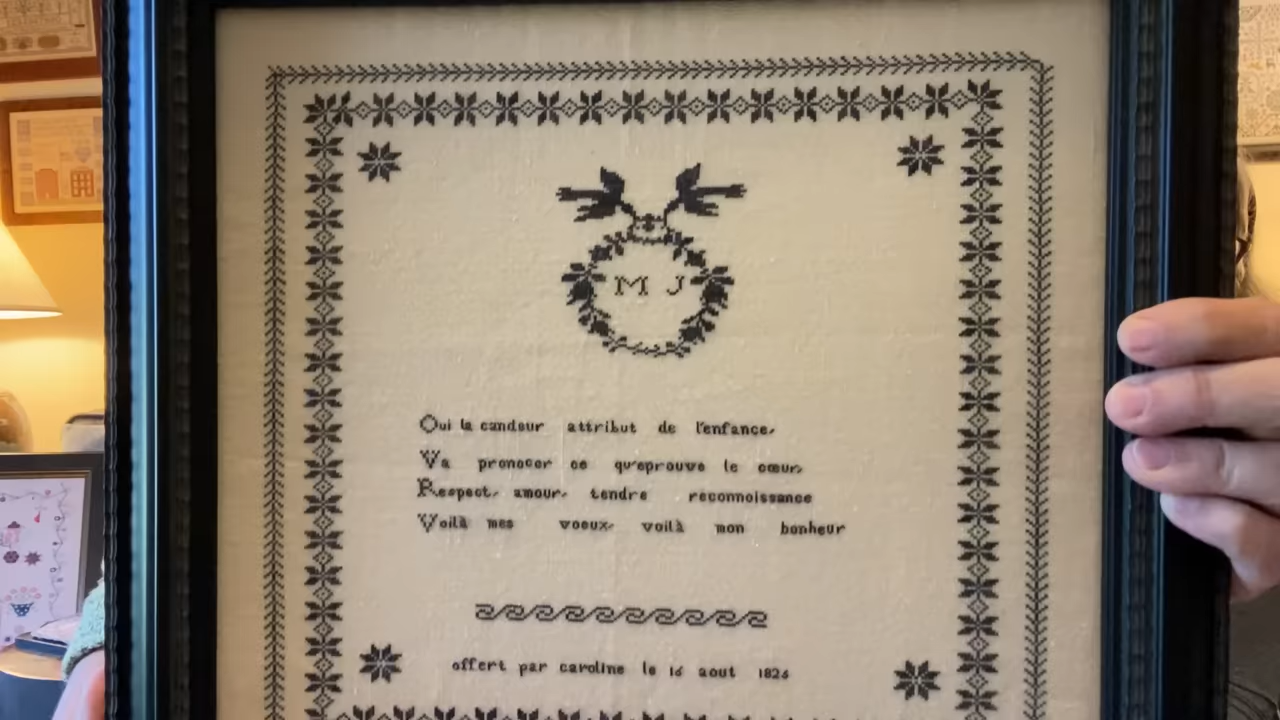 M J
Oui la candeur attribut de l'enfance,
Va pronocer ce qu'eprouve le cœur,
Respect, amour, tendre reconnoissance
Voilà mes voeux, voilà mon bonheur
offert par caroline le 16 aout 1826